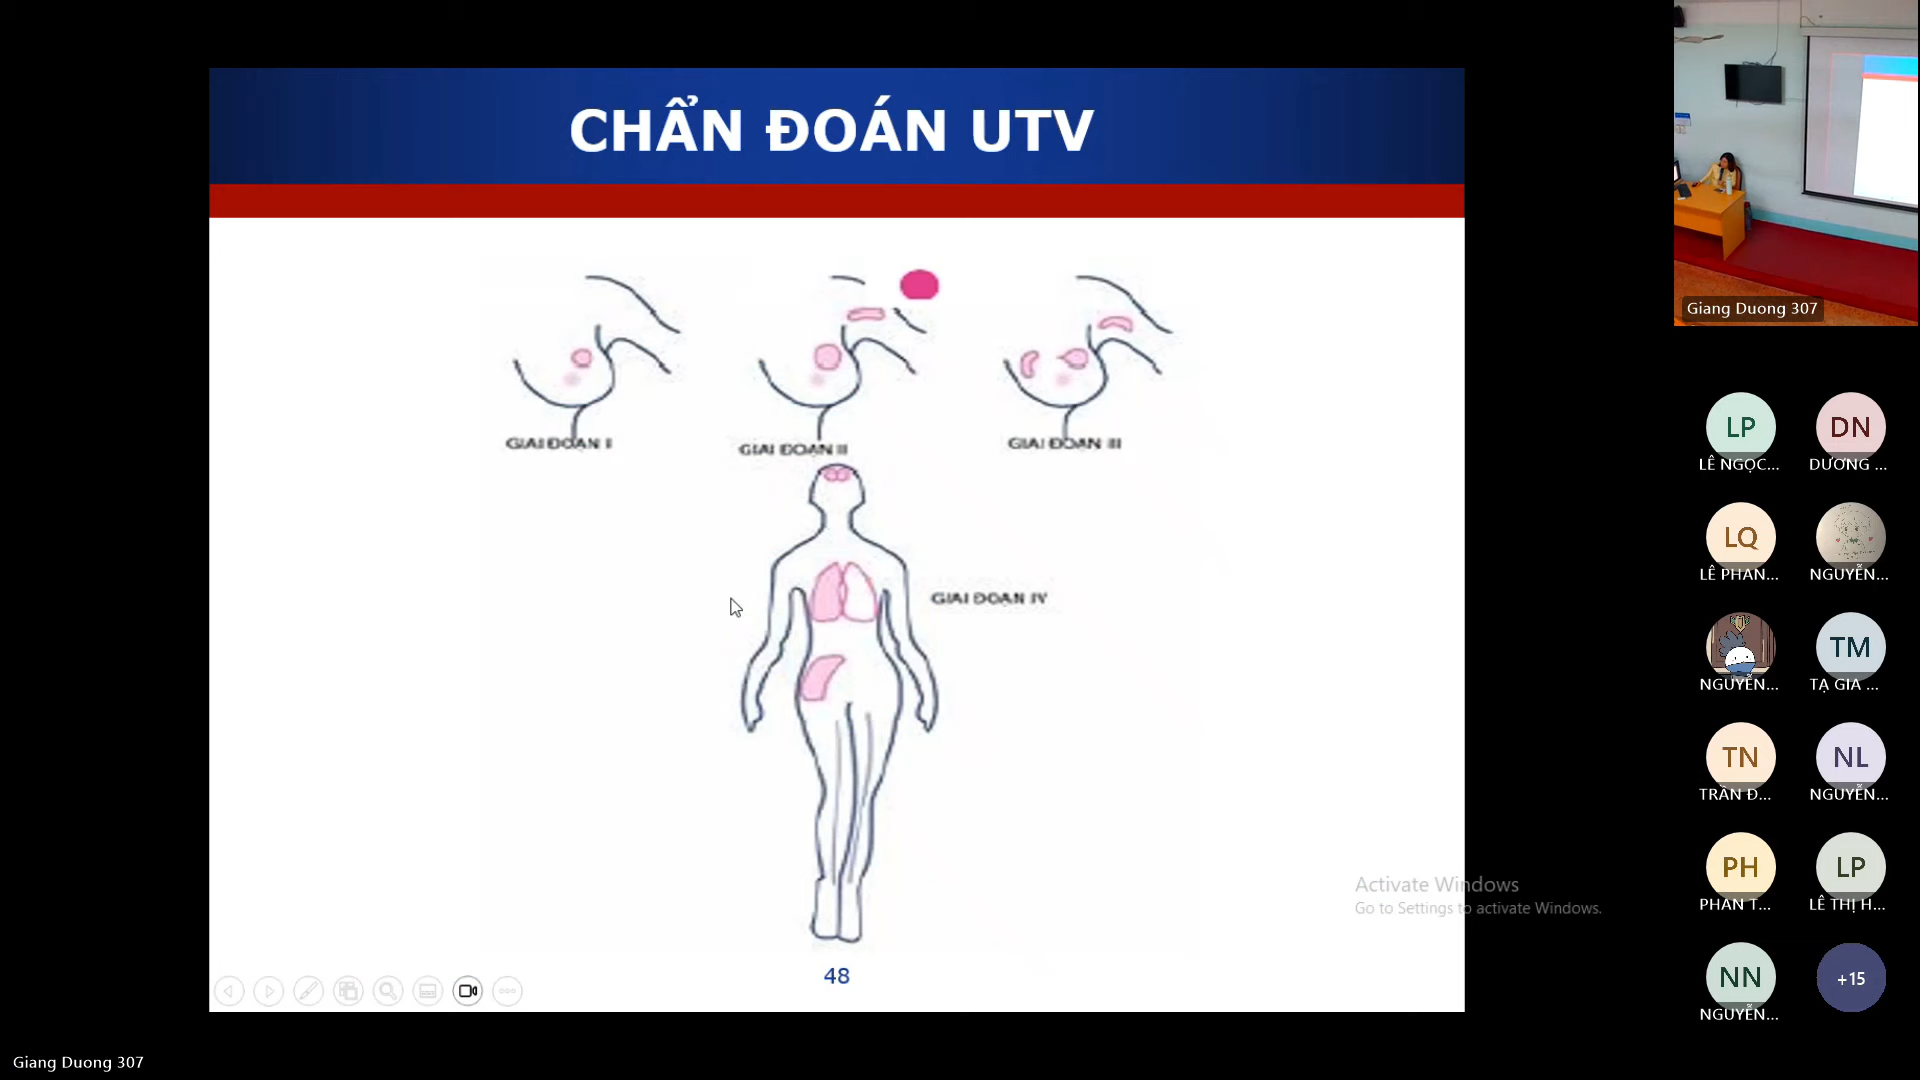 CHẨN ĐOÁN UTV
GIAI ĐOẠN I
GIAI ĐOẠN II
GIAI ĐOẠN III
GIAI ĐOẠN IV
48
Activate Windows
Go to Settings to activate Windows.
Giang Duong 307
LP
LÊ NGỌC...
DN
DƯƠNG ...
LQ
LÊ PHAN...
NGUYỄN...
NGUYỄN...
TM
TẠ GIA ...
TN
TRẦN Đ...
NL
NGUYỄN...
PH
PHAN T...
LP
LÊ THỊ H...
NN
NGUYỄN...
+15
Giang Duong 307